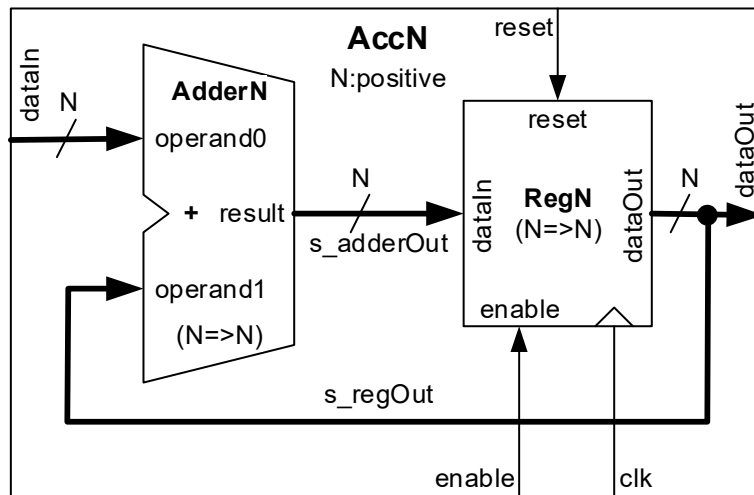 AccN
N:positive
reset
dataIn
N
AdderN
operand0
+ result
operand1
(N=>N)
N
s_adderOut
reset
dataIn
RegN
(N=>N)
dataOut
enable
N
dataOut
s_regOut
enable
clk